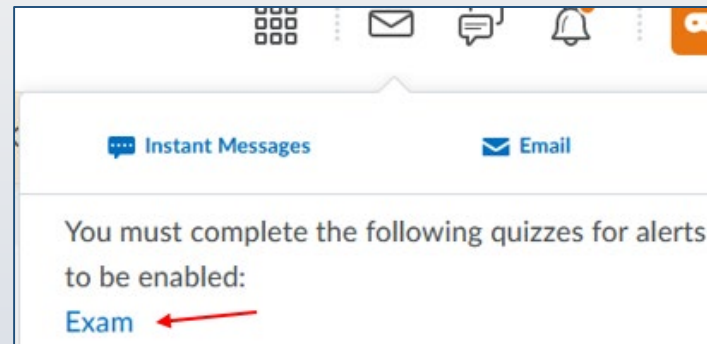 Instant Messages
Email
You must complete the following quizzes for alerts
to be enabled:
Exam